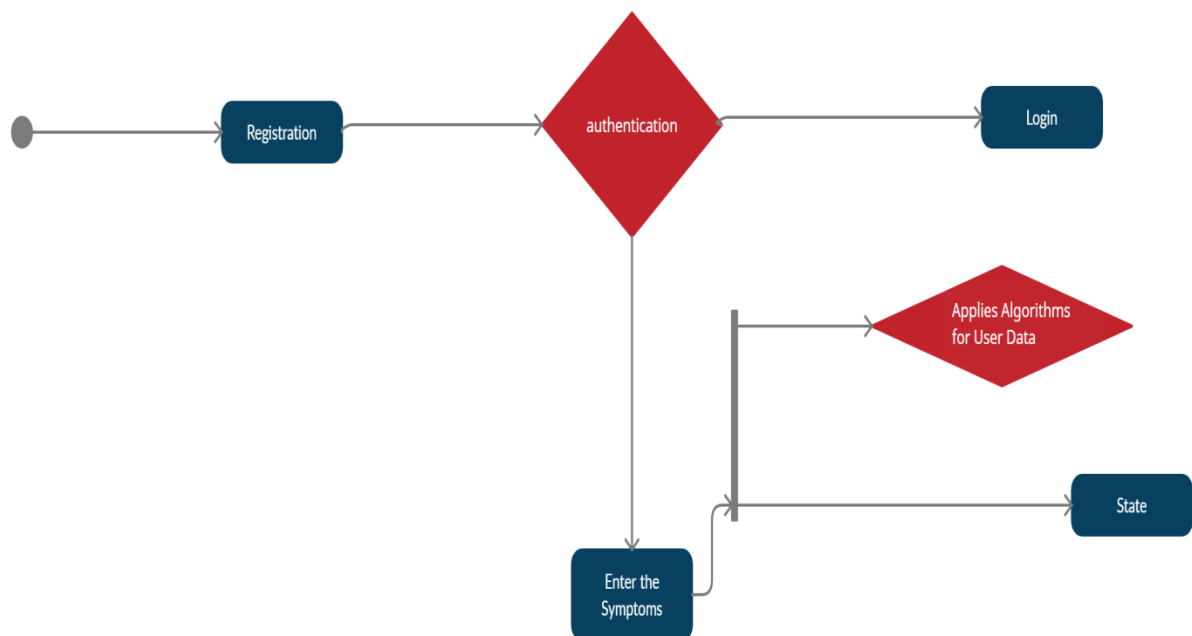 Registration
authentication
Login
Applies Algorithms
for User Data
State
Enter the
Symptoms